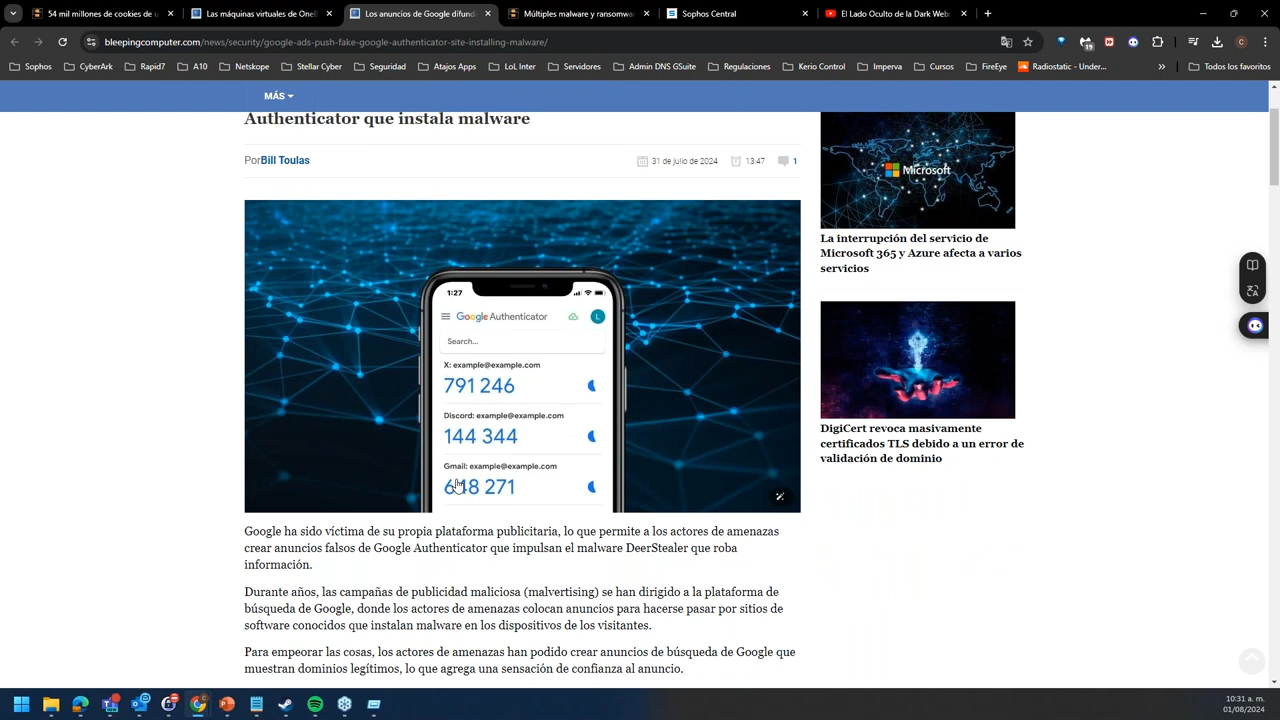 54 mil millones de cookies de u
Las máquinas virtuales de OneI
Los anuncios de Google difund
Múltiples malware y ransomwa
Sophos Central
El Lado Oculto de la Dark Web
bleepingcomputer.com/news/security/google-ads-push-fake-google-authenticator-site-installing-malware/
19
C
Sophos
CyberArk
Rapid7
A10
Netskope
Stellar Cyber
Seguridad
Atajos Apps
LoL Inter
Servidores
Admin DNS GSuite
Regulaciones
Kerio Control
Imperva
Cursos
FireEye
Radiostatic - Under...
»
Todos los favoritos
MÁS
Authenticator que instala malware
PorBill Toulas
31 de julio de 2024
13:47
1
1:27
Google Authenticator
L
Search...
X: example@example.com
791 246
Discord: example@example.com
144 344
Gmail: example@example.com
648 271
Google ha sido víctima de su propia plataforma publicitaria, lo que permite a los actores de amenazas
crear anuncios falsos de Google Authenticator que impulsan el malware DeerStealer que roba
información.
Durante años, las campañas de publicidad maliciosa (malvertising) se han dirigido a la plataforma de
búsqueda de Google, donde los actores de amenazas colocan anuncios para hacerse pasar por sitios de
software conocidos que instalan malware en los dispositivos de los visitantes.
Para empeorar las cosas, los actores de amenazas han podido crear anuncios de búsqueda de Google que
muestran dominios legítimos, lo que agrega una sensación de confianza al anuncio.
Microsoft
La interrupción del servicio de
Microsoft 365 y Azure afecta a varios
servicios
DigiCert revoca masivamente
certificados TLS debido a un error de
validación de dominio
10:31 a. m.
01/08/2024